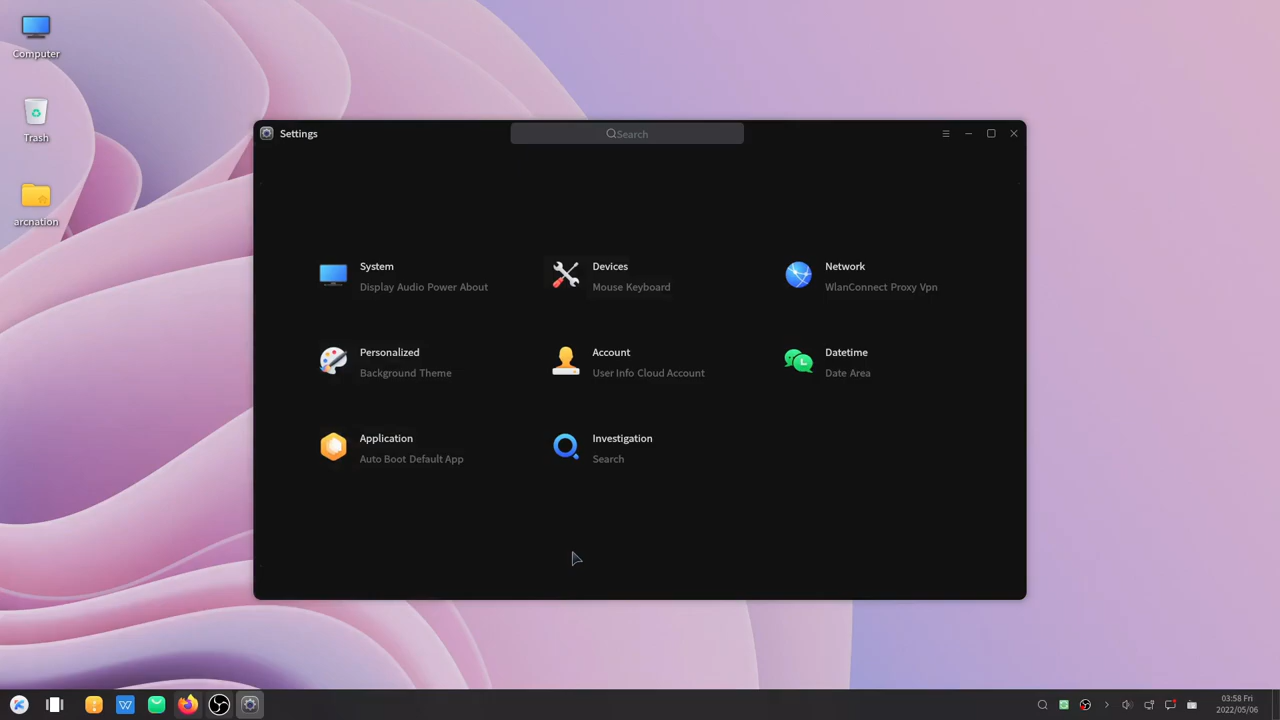 Computer
Trash
arcnation
Settings
Search
System
Display Audio Power About
Devices
Mouse Keyboard
Network
WlanConnect Proxy Vpn
Personalized
Background Theme
Account
User Info Cloud Account
Datetime
Date Area
Application
Auto Boot Default App
Investigation
Search
03:58 Fri
2022/05/06